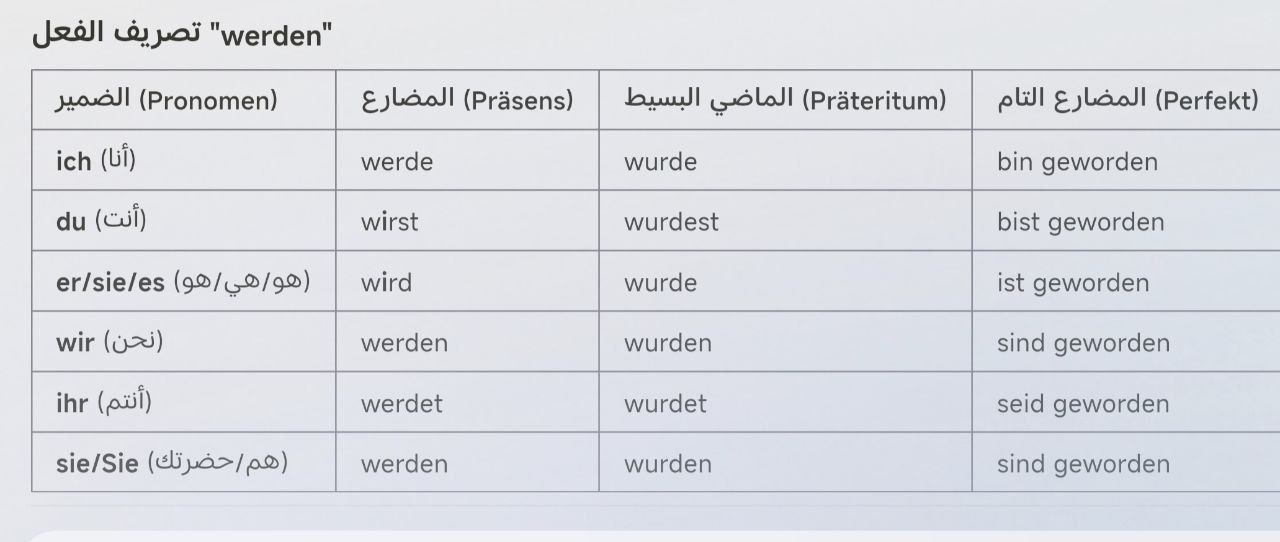 تصريف الفعل "werden"
الضمير (Pronomen) المضارع (Präsens) الماضي البسيط (Präteritum) المضارع التام (Perfekt)
ich (أنا) werde wurde bin geworden
du (أنت) wirst wurdest bist geworden
er/sie/es (هو/هي/هو) wird wurde ist geworden
wir (نحن) werden wurden sind geworden
ihr (أنتم) werdet wurdet seid geworden
sie/Sie (هم/حضرتك) werden wurden sind geworden